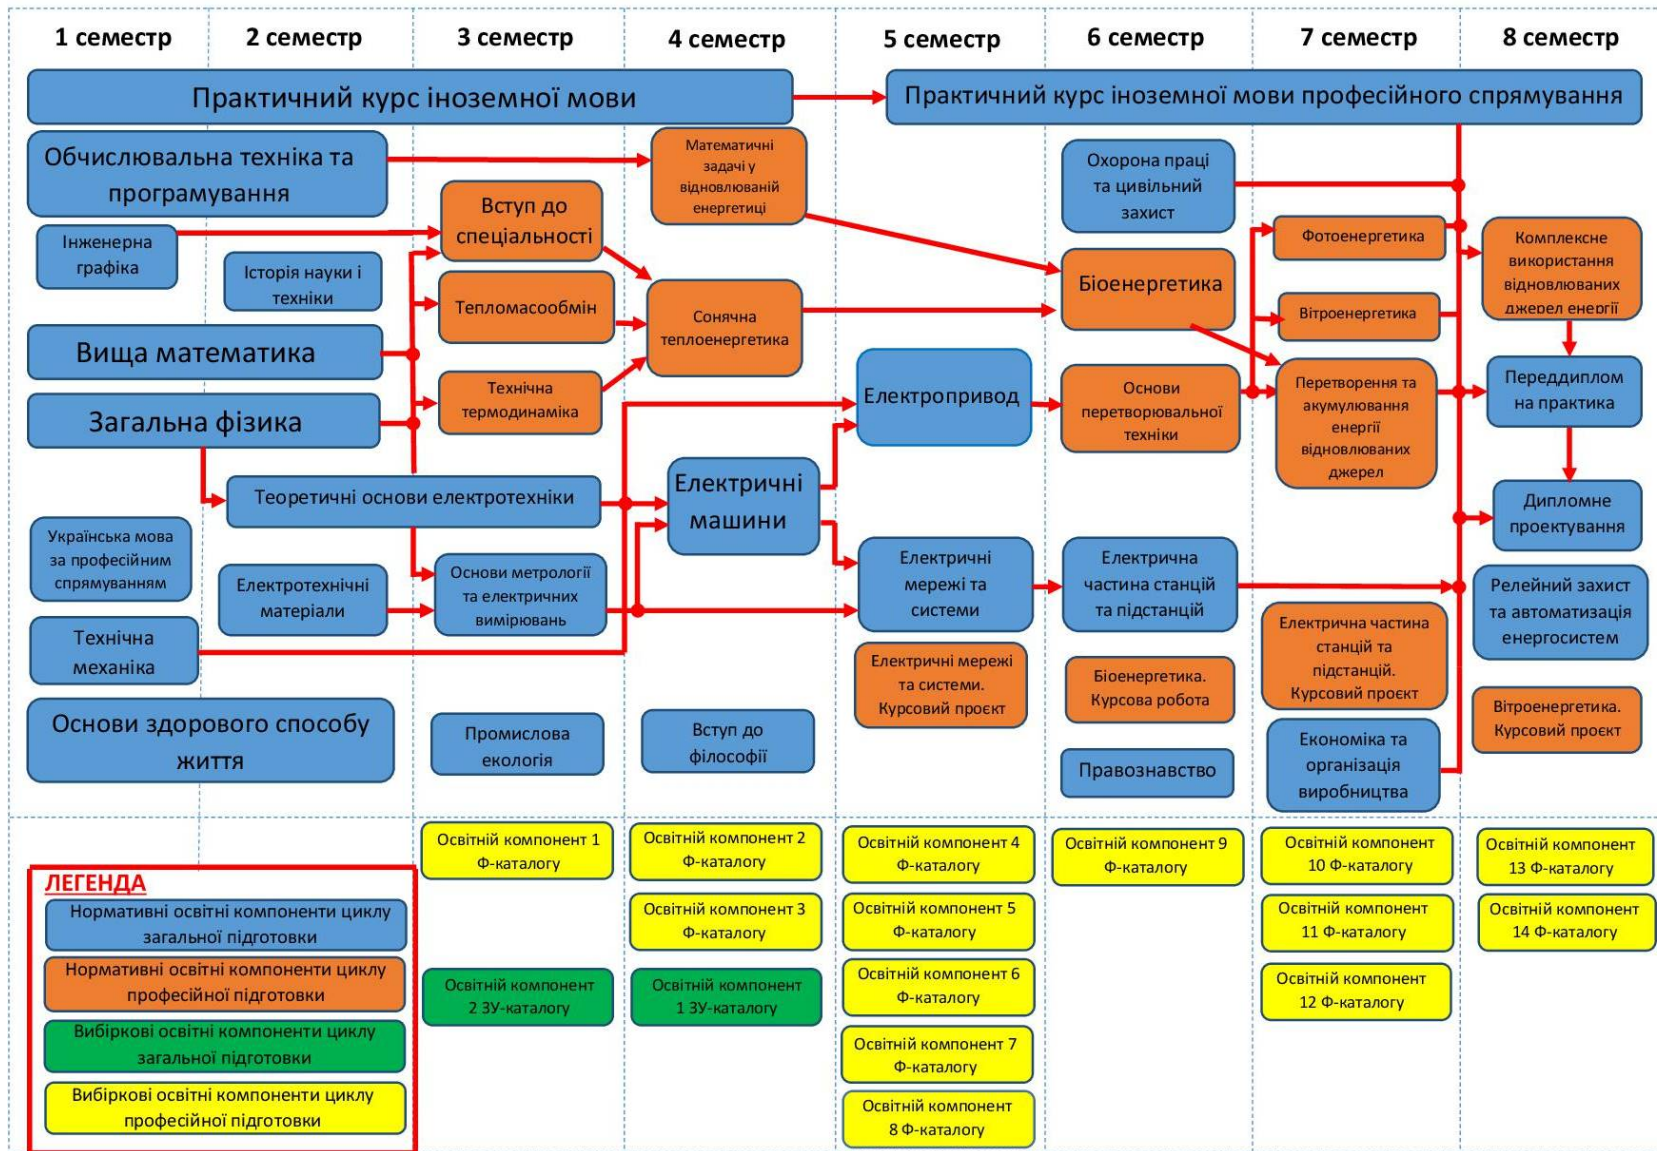 1 семестр
2 семестр
3 семестр
4 семестр
5 семестр
6 семестр
7 семестр
8 семестр
Практичний курс іноземної мови
Практичний курс іноземної мови професійного спрямування
Обчислювальна техніка та
програмування
Математичні
задачі у
відновлюваній
енергетиці
Охорона праці
та цивільний
захист
Інженерна
графіка
Історія науки і
техніки
Вступ до
спеціальності
Фотоенергетика
Комплексне
використання
відновлюваних
джерел енергії
Тепломасообмін
Сонячна
теплоенергетика
Біоенергетика
Вітроенергетика
Вища математика
Загальна фізика
Технічна
термодинаміка
Електропривод
Основи
перетворювальної
техніки
Перетворення та
акумулювання
енергії
відновлюваних
джерел
Переддиплом
на практика
Теоретичні основи електротехніки
Електричні
машини
Дипломне
проектування
Українська мова
за професійним
спрямуванням
Електротехнічні
матеріали
Основи метрології
та електричних
вимірювань
Електричні
мережі та
системи
Електрична
частина станцій
та підстанцій
Релейний захист
та автоматизація
енергосистем
Технічна
механіка
Електричні мережі
та системи.
Курсовий проєкт
Біоенергетика.
Курсова робота
Електрична частина
станцій та
підстанцій.
Курсовий проєкт
Вітроенергетика.
Курсовий проєкт
Основи здорового способу
життя
Промислова
екологія
Вступ до
філософії
Правознавство
Економіка та
організація
виробництва
Освітній компонент 1
Ф-каталогу
Освітній компонент 2
Ф-каталогу
Освітній компонент 4
Ф-каталогу
Освітній компонент 9
Ф-каталогу
Освітній компонент
10 Ф-каталогу
Освітній компонент
13 Ф-каталогу
Освітній компонент 3
Ф-каталогу
Освітній компонент 5
Ф-каталогу
Освітній компонент
11 Ф-каталогу
Освітній компонент
14 Ф-каталогу
Освітній компонент
2 ЗУ-каталогу
Освітній компонент
1 ЗУ-каталогу
Освітній компонент 6
Ф-каталогу
Освітній компонент
12 Ф-каталогу
Освітній компонент 7
Ф-каталогу
Освітній компонент
8 Ф-каталогу
ЛЕГЕНДА
Нормативні освітні компоненти циклу
загальної підготовки
Нормативні освітні компоненти циклу
професійної підготовки
Вибіркові освітні компоненти циклу
загальної підготовки
Вибіркові освітні компоненти циклу
професійної підготовки